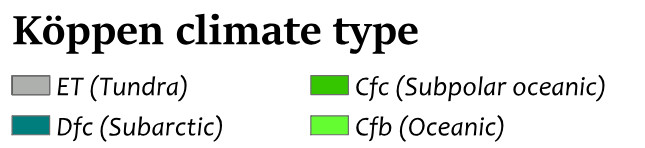 Köppen climate type
ET (Tundra)
Dfc (Subarctic)
Cfc (Subpolar oceanic)
Cfb (Oceanic)